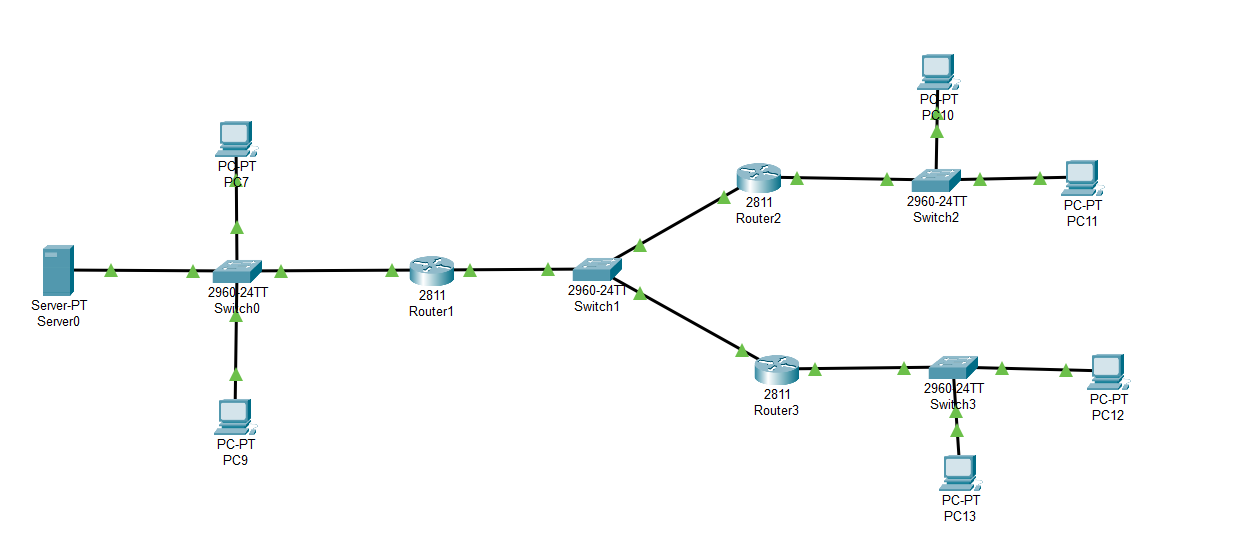 PC-PT
PC10
PC-PT
PC7
2811
Router2
2960-24TT
Switch2
PC-PT
PC11
Server-PT
Server0
2960-24TT
Switch0
2811
Router1
2960-24TT
Switch1
2811
Router3
2960-24TT
Switch3
PC-PT
PC12
PC-PT
PC9
PC-PT
PC13